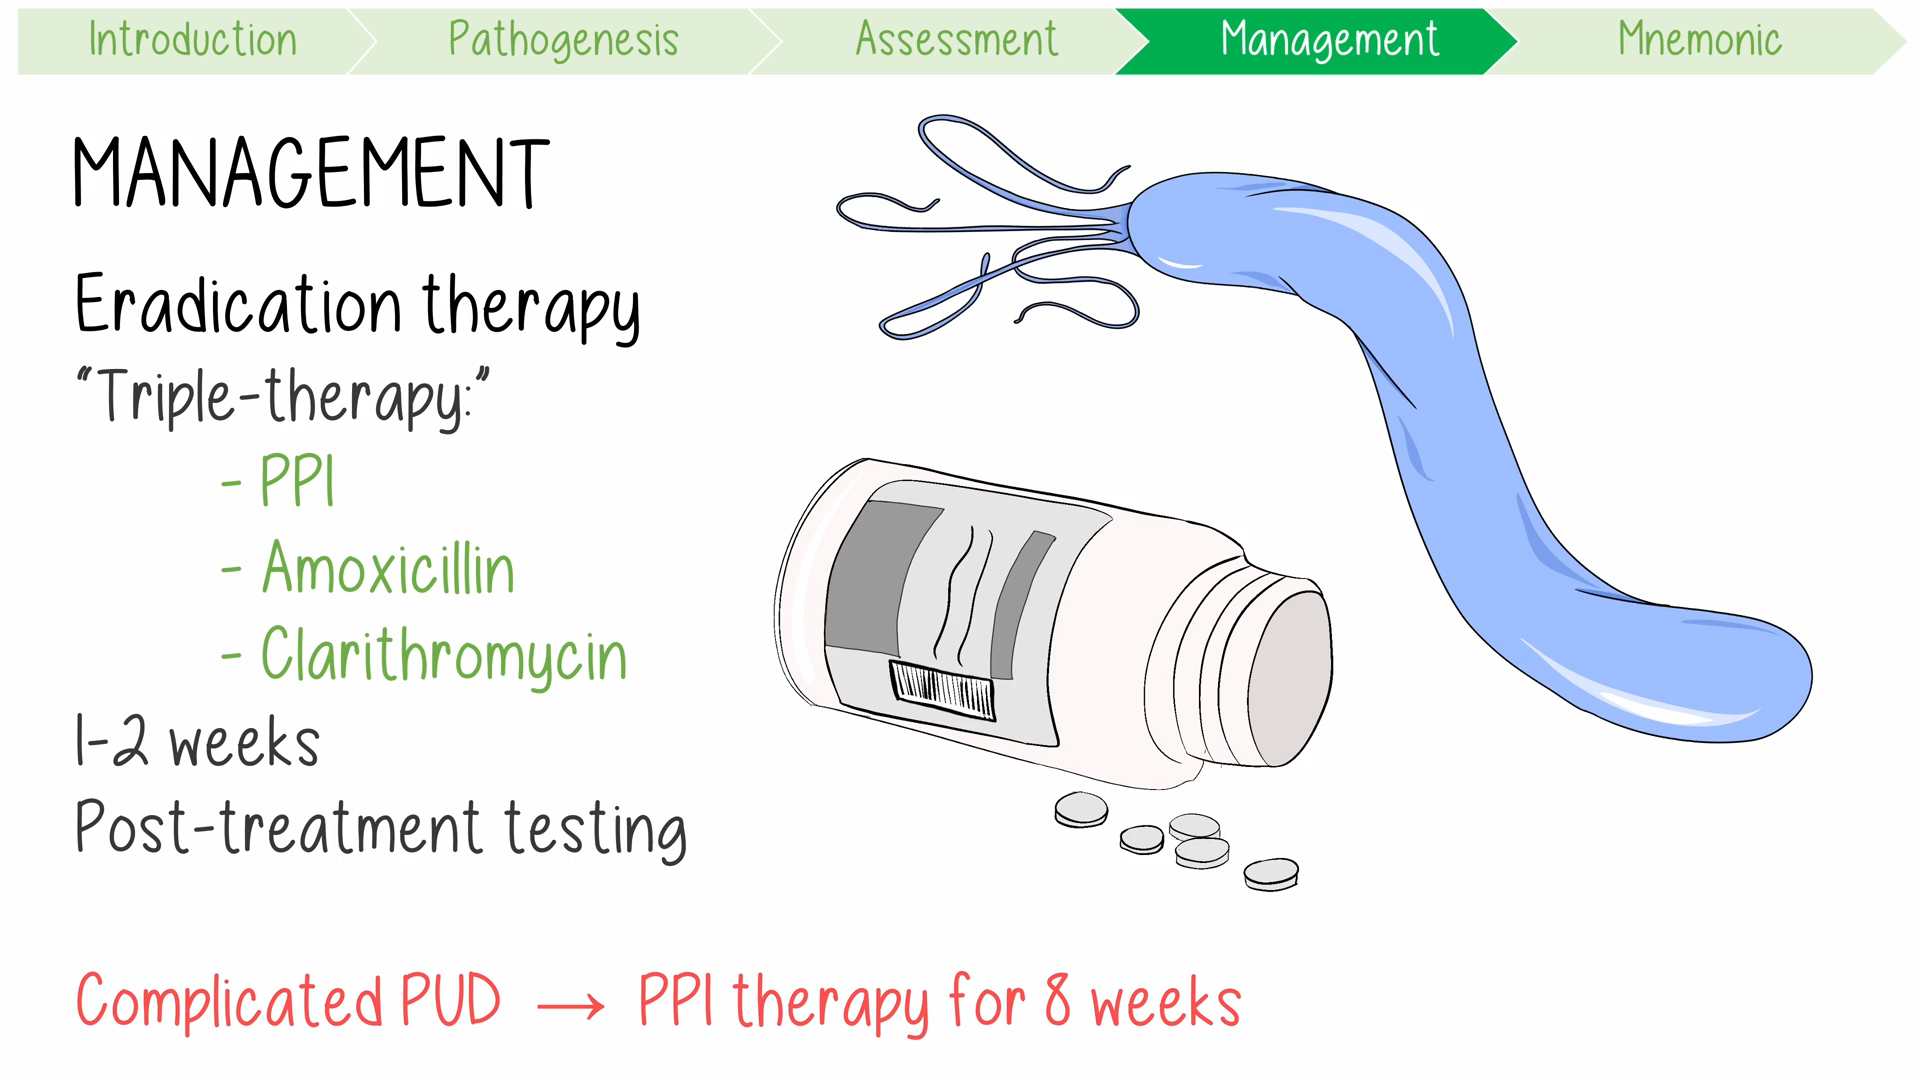 Introduction
Pathogenesis
Assessment
Management
Mnemonic
MANAGEMENT
Eradication therapy
“Triple-therapy:”
- PPI
- Amoxicillin
- Clarithromycin
1-2 weeks
Post-treatment testing
Complicated PUD → PPI therapy for 8 weeks